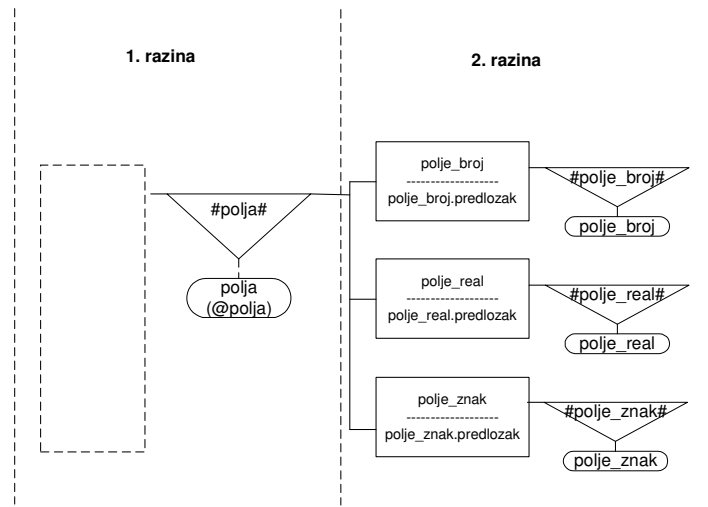 1. razina
2. razina
#polja#
polja
(@polja)
polje_broj
--------------------
polje_broj.predlozak
#polje_broj#
polje_broj
polje_real
--------------------
polje_real.predlozak
#polje_real#
polje_real
polje_znak
--------------------
polje_znak.predlozak
#polje_znak#
polje_znak